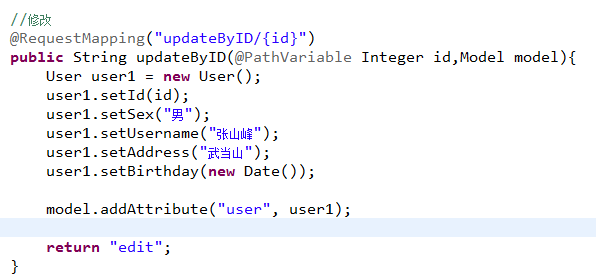 //修改
@RequestMapping("updateByID/{id}")
public String updateByID(@PathVariable Integer id,Model model){
User user1 = new User();
user1.setId(id);
user1.setSex("男");
user1.setUsername("张山峰");
user1.setAddress("武当山");
user1.setBirthday(new Date());
model.addAttribute("user", user1);
return "edit";
}